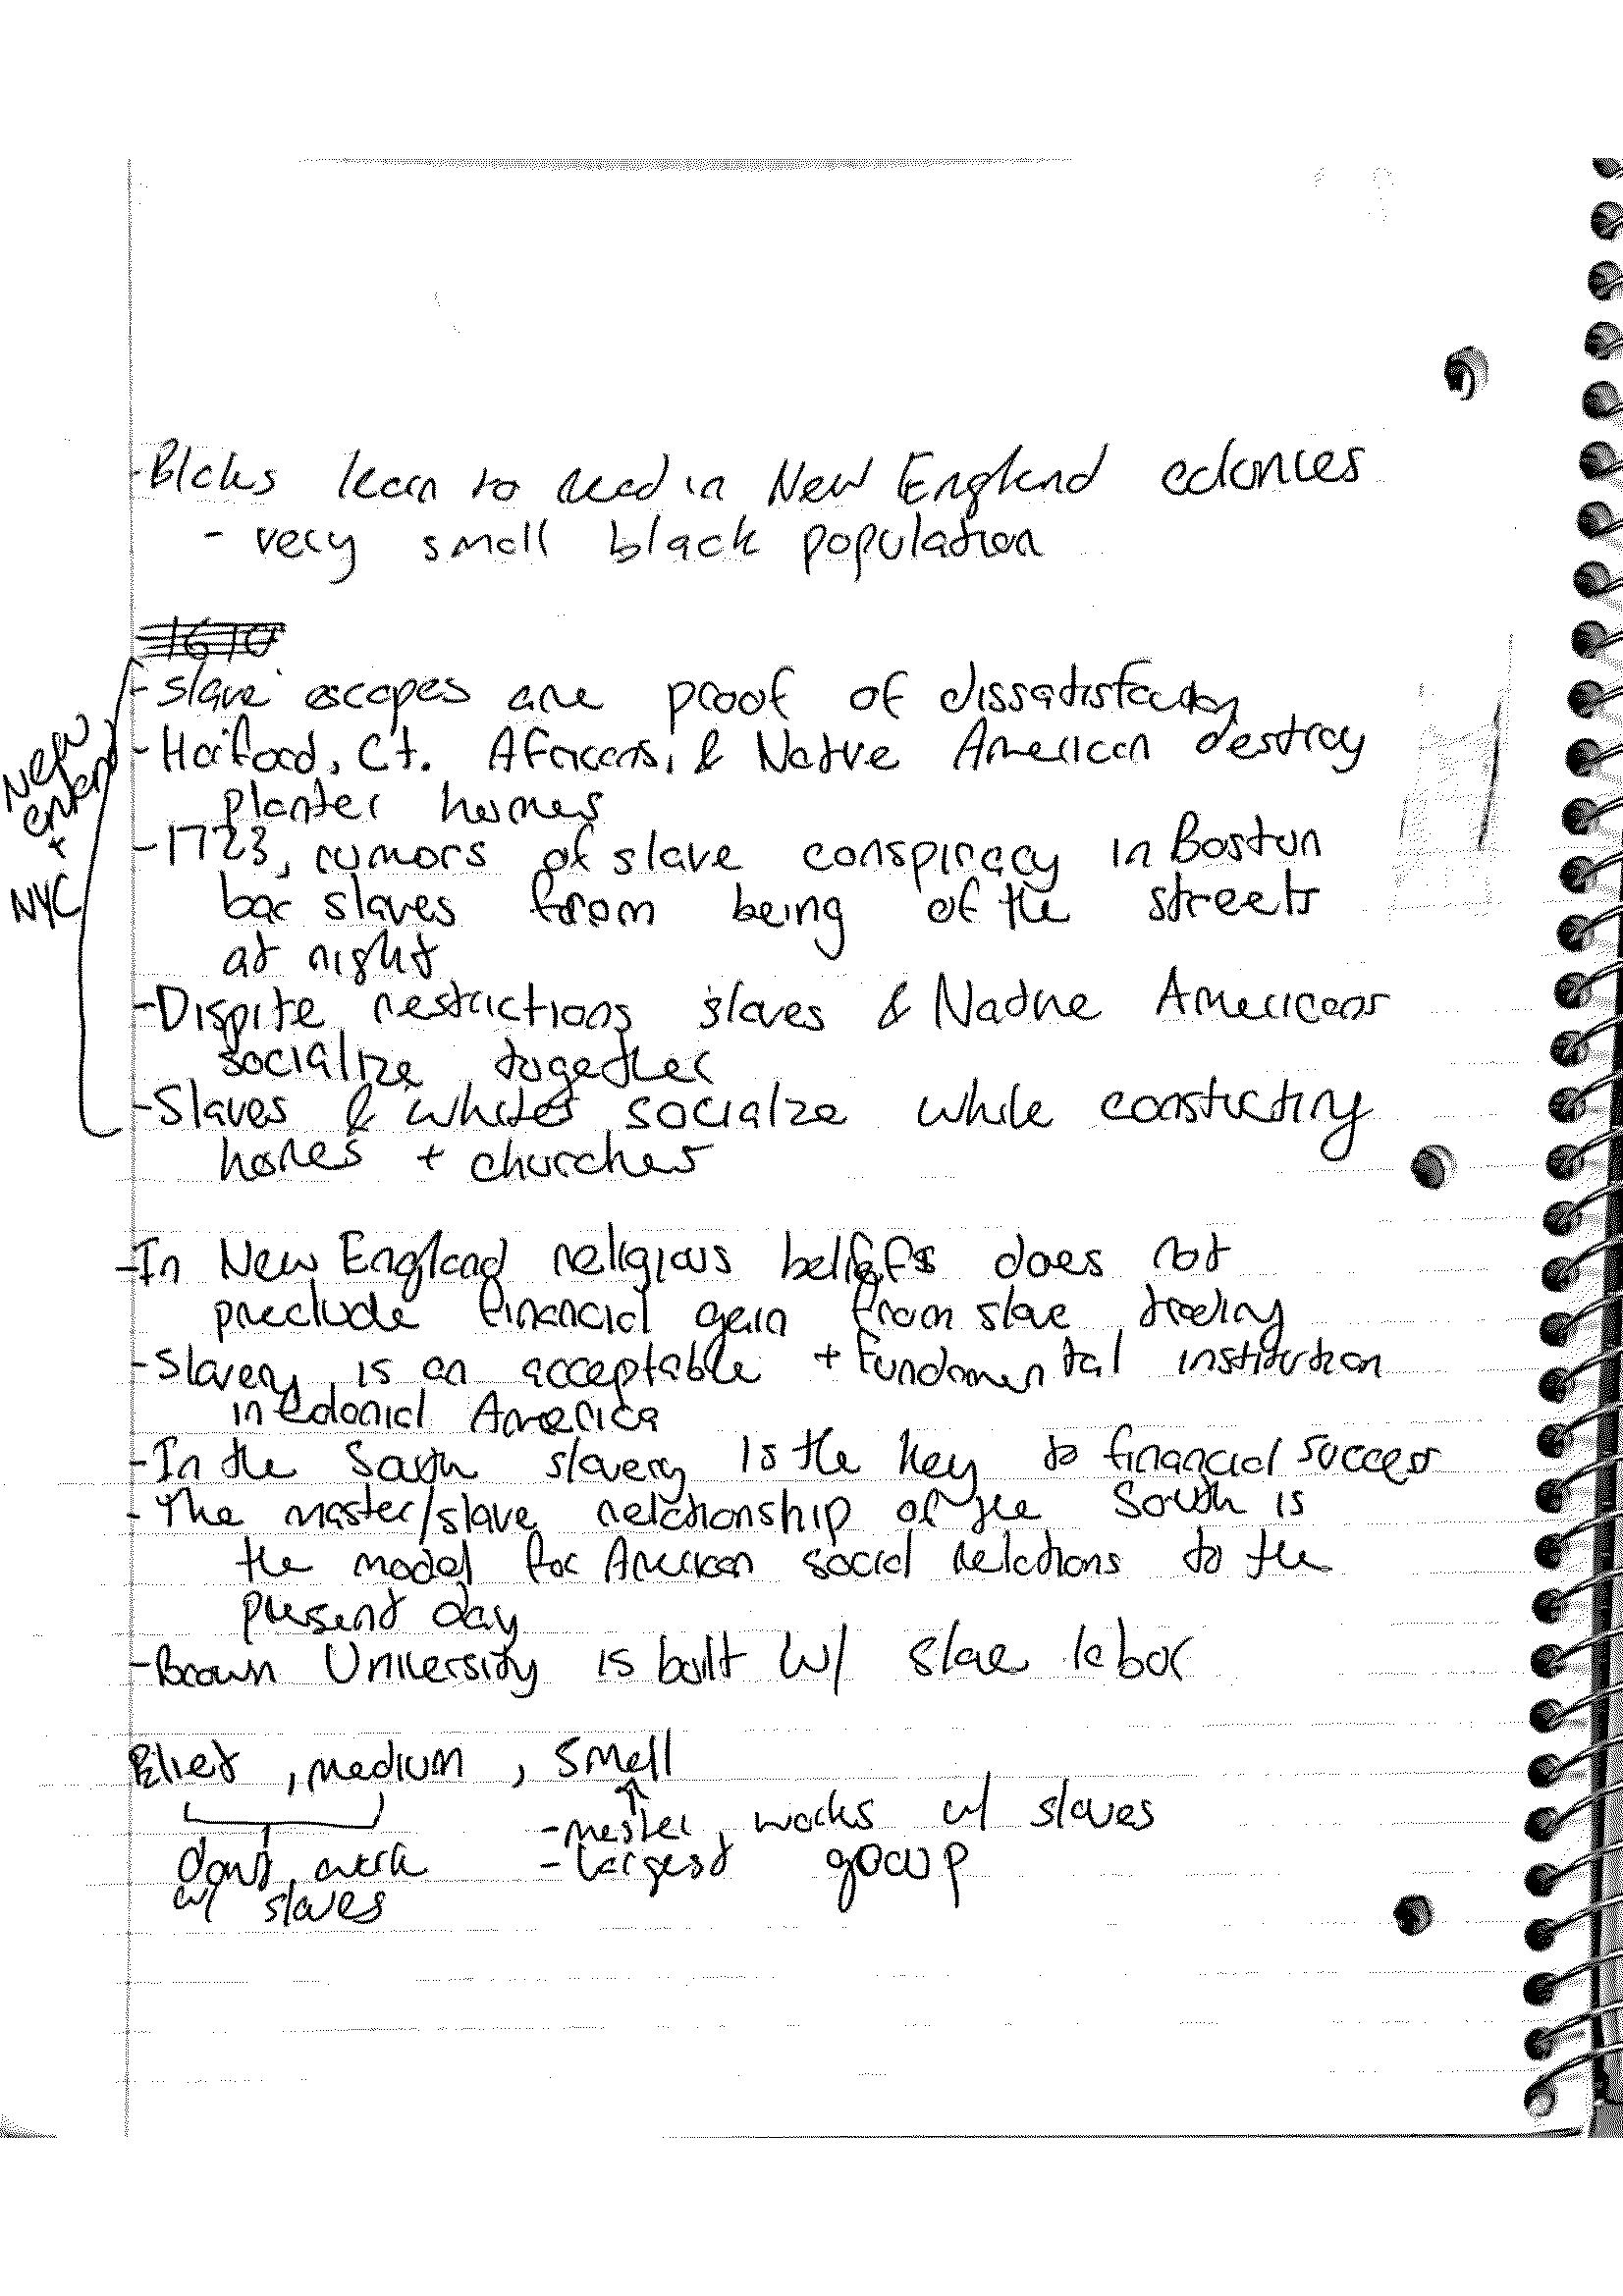 - Blcks learn to read in New England colonies
- very small black population
1670
- slave escapes are proof of dissatisfaction
- Harford, Ct. Africans, & Native American destroy
planter homes
- 1723, rumors of slave conspiracy in Boston
bar slaves from being of the streets
at night
- Dispite restrictions slaves & Native Americans
socialize together
- Slaves & whites socialze while constucting
homes + churches
New
England
+
NYC
- In New England religious beliefs does not
preclude financial gain from slave trading
- Slavery is an acceptable + fundamental institution
in colonial America
- In the South slavery is the key to financial success
- The master/slave relationship of the South is
the model for American social relations to the
present day
- Brown University is built w/ slave labor
Eliet, medium, small
- master works w/ slaves
- largest group
dont work
w/ slaves